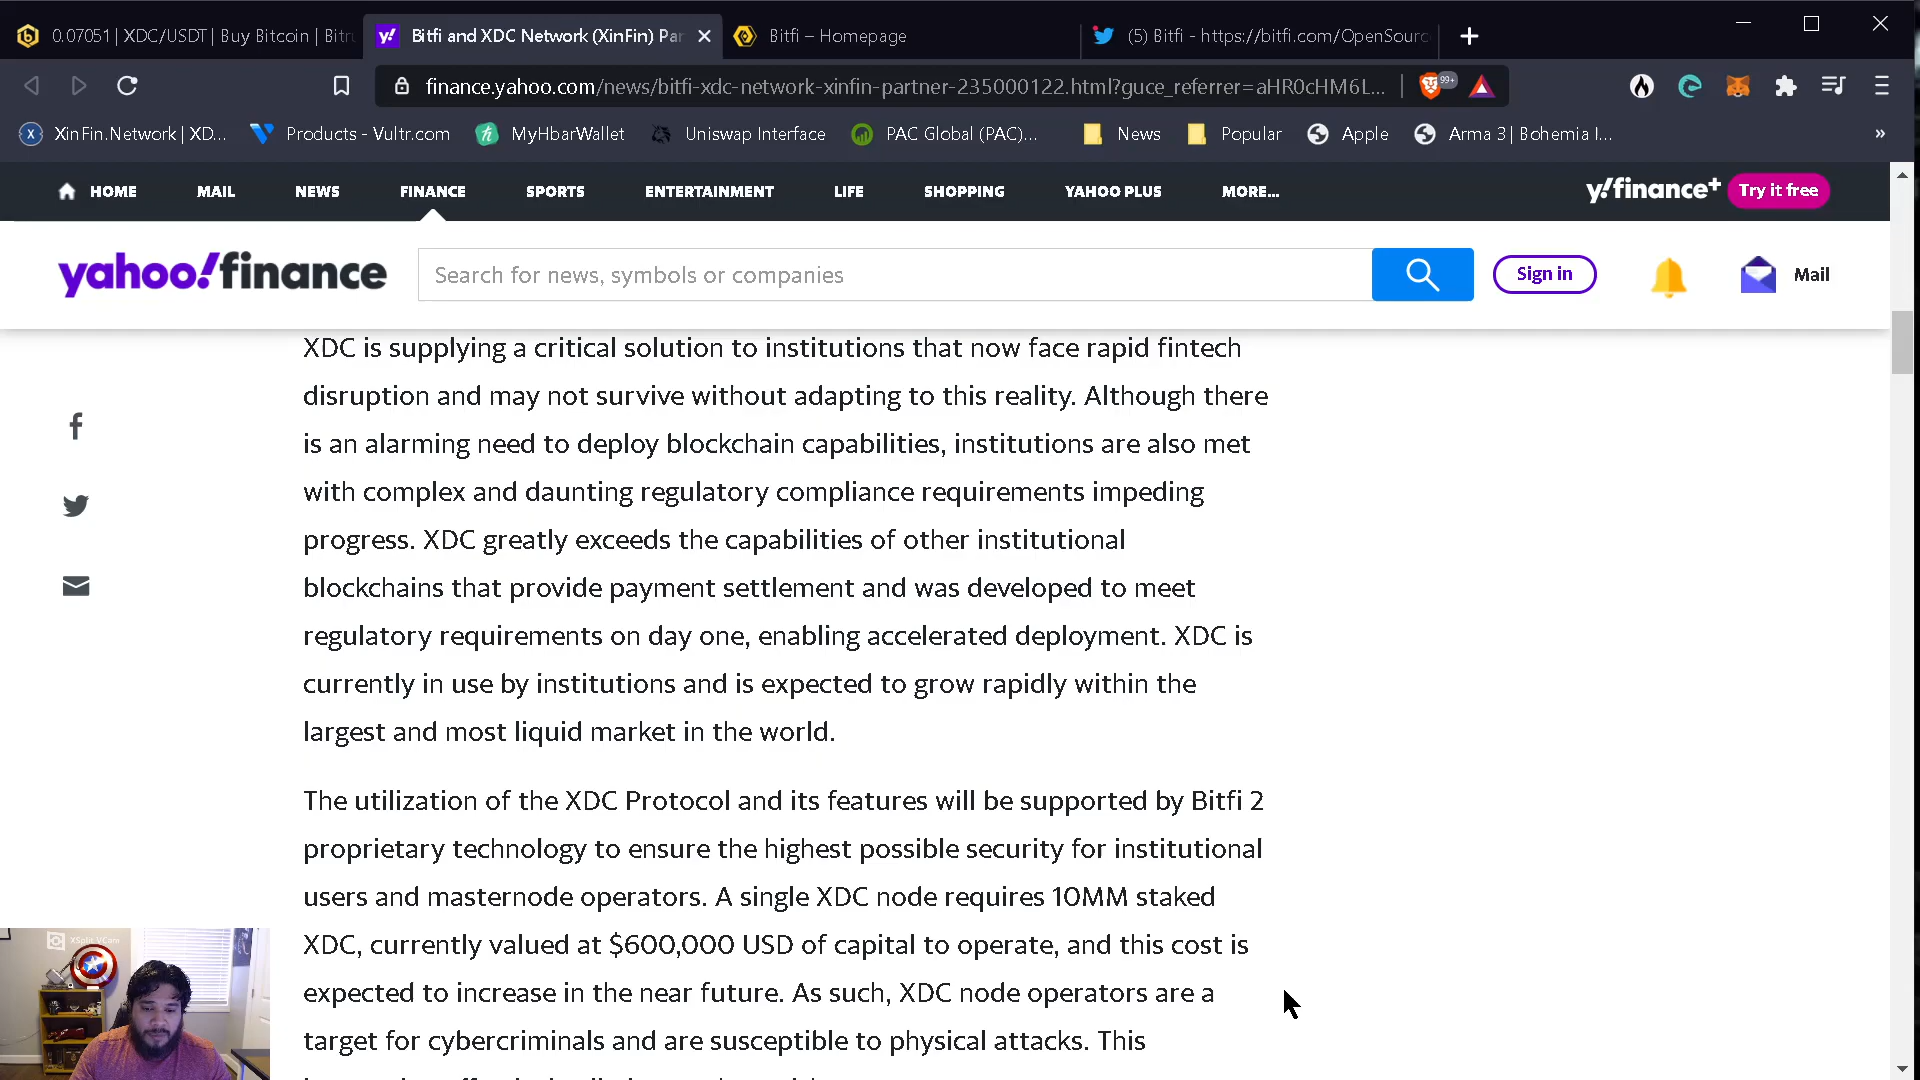 0.07051 | XDC/USDT | Buy Bitcoin | Bitru
Bitfi and XDC Network (XinFin) Par
Bitfi – Homepage
(5) Bitfi - https://bitfi.com/OpenSourc
finance.yahoo.com/news/bitfi-xdc-network-xinfin-partner-235000122.html?guce_referrer=aHR0cHM6L...
99+
XinFin.Network | XD...
Products - Vultr.com
MyHbarWallet
Uniswap Interface
PAC Global (PAC)...
News
Popular
Apple
Arma 3 | Bohemia I...
»
HOME
MAIL
NEWS
FINANCE
SPORTS
ENTERTAINMENT
LIFE
SHOPPING
YAHOO PLUS
MORE...
y!finance+
Try it free
yahoo!finance
Search for news, symbols or companies
Sign in
Mail
XDC is supplying a critical solution to institutions that now face rapid fintech
disruption and may not survive without adapting to this reality. Although there
is an alarming need to deploy blockchain capabilities, institutions are also met
with complex and daunting regulatory compliance requirements impeding
progress. XDC greatly exceeds the capabilities of other institutional
blockchains that provide payment settlement and was developed to meet
regulatory requirements on day one, enabling accelerated deployment. XDC is
currently in use by institutions and is expected to grow rapidly within the
largest and most liquid market in the world.
The utilization of the XDC Protocol and its features will be supported by Bitfi 2
proprietary technology to ensure the highest possible security for institutional
users and masternode operators. A single XDC node requires 10MM staked
XDC, currently valued at $600,000 USD of capital to operate, and this cost is
expected to increase in the near future. As such, XDC node operators are a
target for cybercriminals and are susceptible to physical attacks. This
XSplit VCam